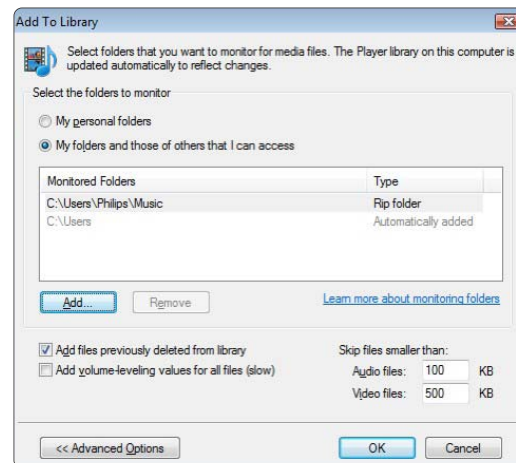 Add To Library
Select folders that you want to monitor for media files. The Player library on this computer is
updated automatically to reflect changes.
Select the folders to monitor
My personal folders
My folders and those of others that I can access
Monitored Folders Type
C:\Users\Philips\Music Rip folder
C:\Users Automatically added
Add... Remove Learn more about monitoring folders
Add files previously deleted from library Skip files smaller than:
Add volume-leveling values for all files (slow) Audio files: 100 KB
Video files: 500 KB
<< Advanced Options OK Cancel